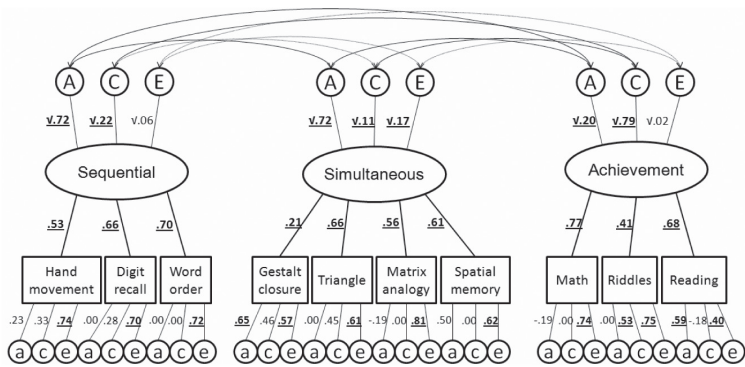 A C E A C E A C E
√.72 √.22 √.06 √.72 √.11 √.17 √.20 √.79 √.02
Sequential Simultaneous Achievement
.53 .66 .70 .21 .66 .56 .61 .77 .41 .68
Hand movement Digit recall Word order Gestalt closure Triangle Matrix analogy Spatial memory Math Riddles Reading
.23 .33 .74 .00 .28 .70 .00 .00 .72 .65 .46 .57 .00 .45 .61 -.19 .00 .81 .50 .00 .62 -.19 .00 .74 .00 .53 .75 .59 -.18 .40
a c e a c e a c e a c e a c e a c e a c e a c e a c e a c e